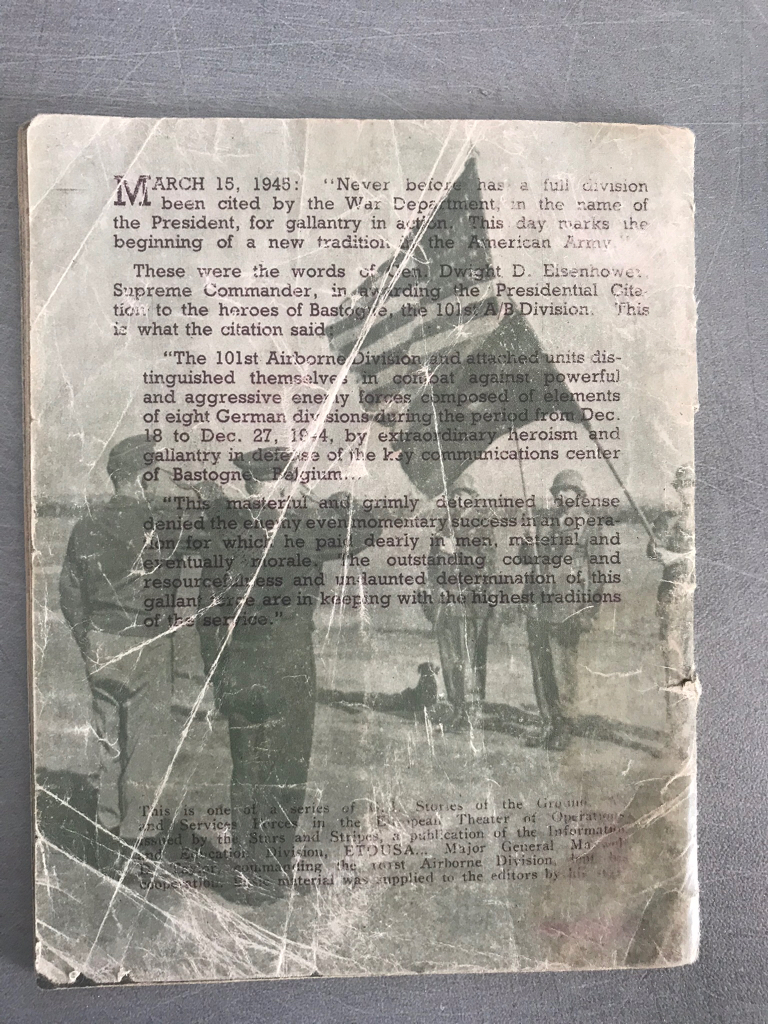 MARCH 15, 1945: "Never before has a full division
been cited by the War Department, in the name of
the President, for gallantry in action. This day marks the
beginning of a new tradition in the American Army."
These were the words of Gen. Dwight D. Eisenhower,
Supreme Commander, in awarding the Presidential Cita-
tion to the heroes of Bastogne, the 101st A/B Division. This
is what the citation said:
"The 101st Airborne Division and attached units dis-
tinguished themselves in combat against powerful
and aggressive enemy forces composed of elements
of eight German divisions during the period from Dec.
18 to Dec. 27, 1944, by extraordinary heroism and
gallantry in defense of the key communications center
of Bastogne, Belgium...
"This masterful and grimly determined defense
denied the enemy even momentary success in an opera-
tion for which he paid dearly in men, material and
eventually morale. The outstanding courage and
resourcefulness and undaunted determination of this
gallant force are in keeping with the highest traditions
of the service."
This is one of a series of G.I. Stories of the Ground,
and Service Forces in the European Theater of Operations,
issued by the Stars and Stripes, a publication of the Information
and Education Division, ETOUSA... Major General
commanding the 101st Airborne Division,
cooperation. Basic material was supplied to the editors by his